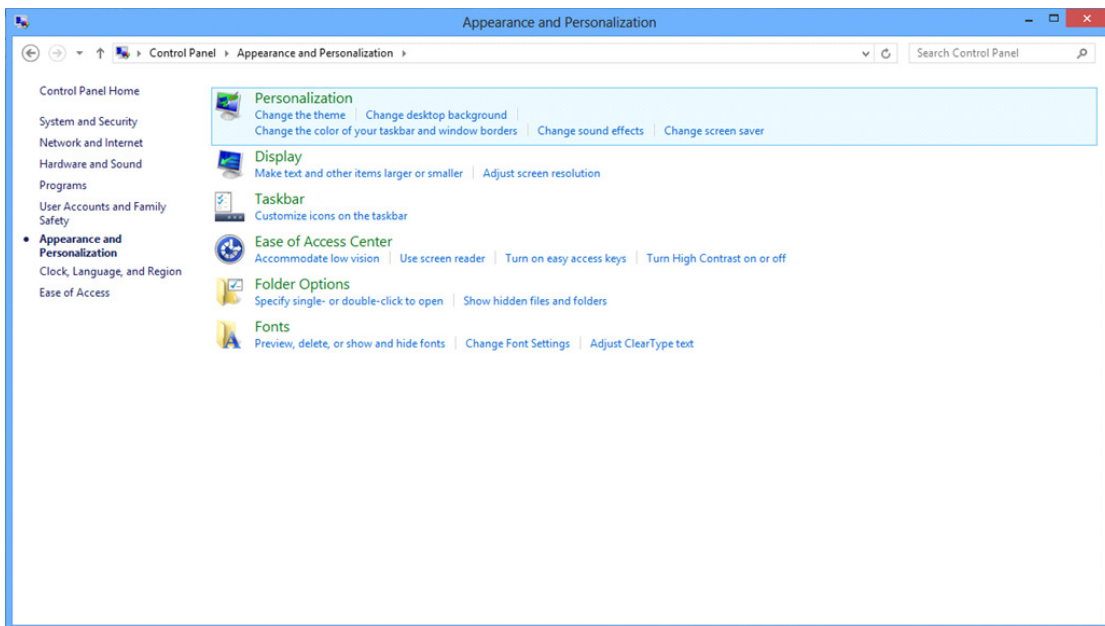 Appearance and Personalization
Control Panel Appearance and Personalization
Search Control Panel
Control Panel Home
System and Security
Network and Internet
Hardware and Sound
Programs
User Accounts and Family
Safety
Appearance and
Personalization
Clock, Language, and Region
Ease of Access
Personalization
Change the theme Change desktop background
Change the color of your taskbar and window borders Change sound effects Change screen saver
Display
Make text and other items larger or smaller Adjust screen resolution
Taskbar
Customize icons on the taskbar
Ease of Access Center
Accommodate low vision Use screen reader Turn on easy access keys Turn High Contrast on or off
Folder Options
Specify single- or double-click to open Show hidden files and folders
Fonts
Preview, delete, or show and hide fonts Change Font Settings Adjust ClearType text